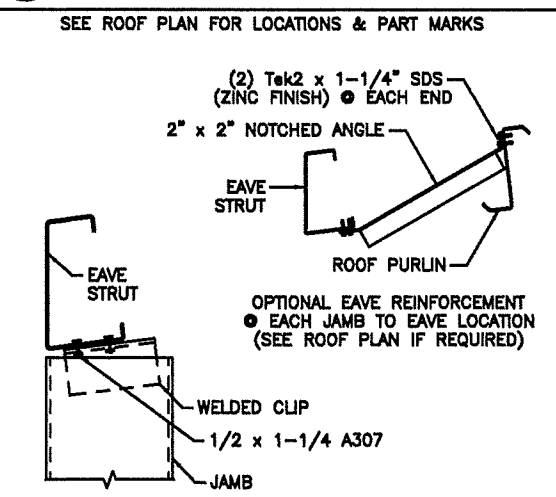 SEE ROOF PLAN FOR LOCATIONS & PART MARKS
(2) Tek2 x 1-1/4" SDS
(ZINC FINISH) @ EACH END
2" x 2" NOTCHED ANGLE
EAVE
STRUT
ROOF PURLIN
EAVE
STRUT
OPTIONAL EAVE REINFORCEMENT
@ EACH JAMB TO EAVE LOCATION
(SEE ROOF PLAN IF REQUIRED)
WELDED CLIP
1/2 x 1-1/4 A307
JAMB